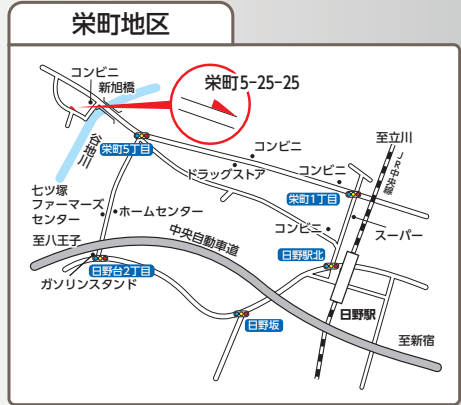 栄町地区
コンビニ
新旭橋
栄町5-25-25
谷地川
栄町5丁目
コンビニ
ドラッグストア
コンビニ
至立川
JR中央線
栄町1丁目
七ツ塚
ファーマーズ
センター
ホームセンター
コンビニ
スーパー
至八王子
中央自動車道
日野駅北
日野台2丁目
ガソリンスタンド
日野坂
日野駅
至新宿